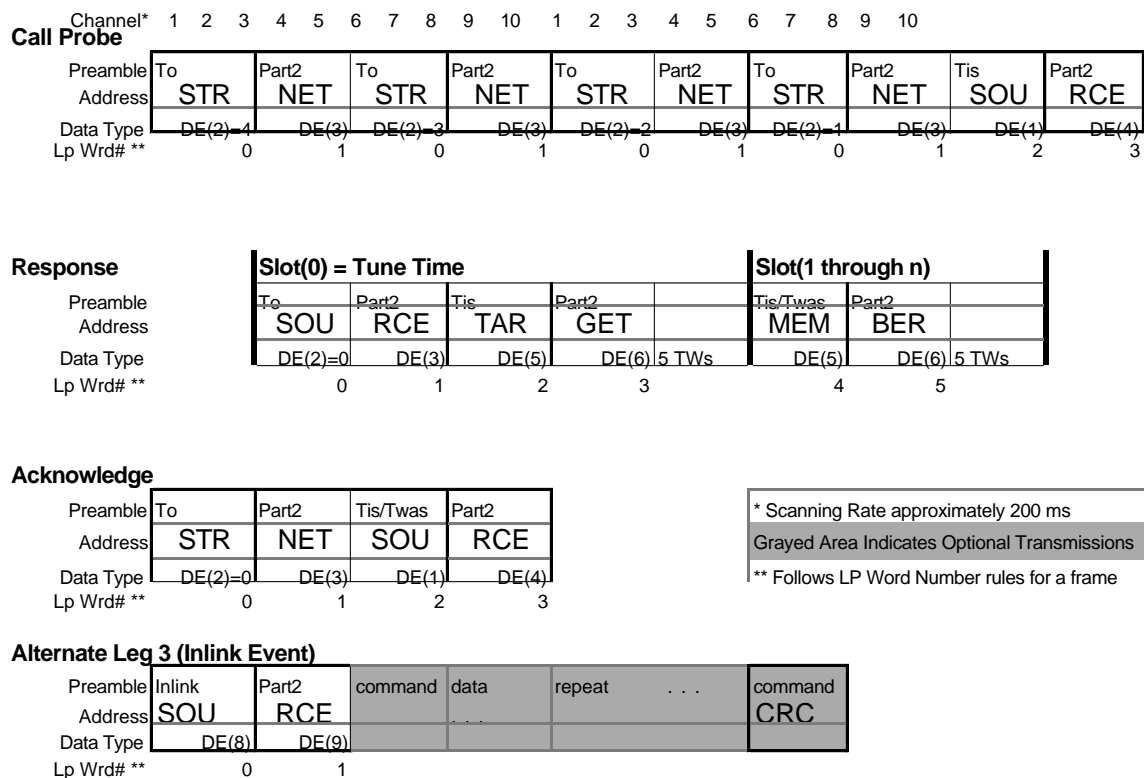 Channel* 1 2 3 4 5 6 7 8 9 10 1 2 3 4 5 6 7 8 9 10
Call Probe
Preamble To Part2 To Part2 To Part2 To Part2 Tis Part2
Address STR NET STR NET STR NET STR NET SOU RCE
Data Type DE(2)=4 DE(3) DE(2)=3 DE(3) DE(2)=2 DE(3) DE(2)=1 DE(3) DE(1) DE(4)
Lp Wrd# ** 0 1 0 1 0 1 0 1 2 3
Response Slot(0) = Tune Time Slot(1 through n)
Preamble To Part2 Tis Part2 Tis/Twas Part2
Address SOU RCE TAR GET MEM BER
Data Type DE(2)=0 DE(3) DE(5) DE(6) 5 TWs DE(5) DE(6) 5 TWs
Lp Wrd# ** 0 1 2 3 4 5
Acknowledge
Preamble To Part2 Tis/Twas Part2
Address STR NET SOU RCE
Data Type DE(2)=0 DE(3) DE(1) DE(4)
Lp Wrd# ** 0 1 2 3
* Scanning Rate approximately 200 ms
Grayed Area Indicates Optional Transmissions
** Follows LP Word Number rules for a frame
Alternate Leg 3 (Inlink Event)
Preamble Inlink Part2 command data repeat . . . command
Address SOU RCE . . . CRC
Data Type DE(8) DE(9)
Lp Wrd# ** 0 1